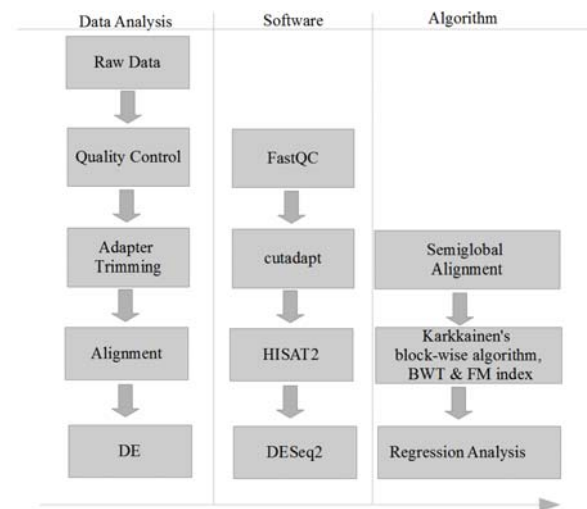 Data Analysis
Software
Algorithm
Raw Data
Quality Control
FastQC
Adapter
Trimming
cutadapt
Semiglobal
Alignment
Alignment
HISAT2
Karkkainen's
block-wise algorithm,
BWT & FM index
DE
DESeq2
Regression Analysis